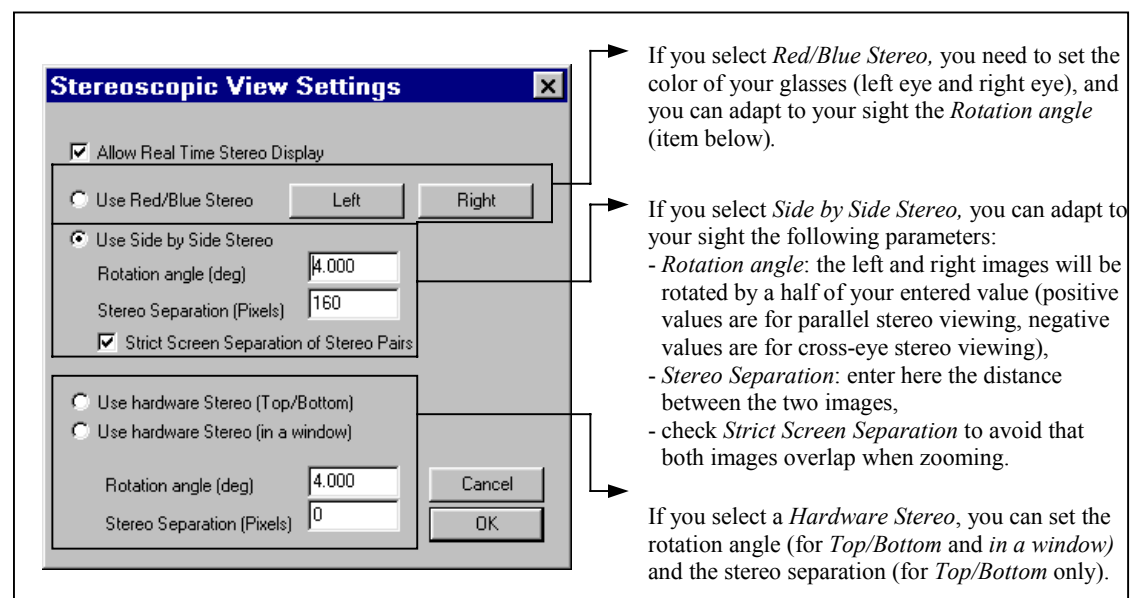 Stereoscopic View Settings
Allow Real Time Stereo Display
Use Red/Blue Stereo Left Right
Use Side by Side Stereo
Rotation angle (deg) 4.000
Stereo Separation (Pixels) 160
Strict Screen Separation of Stereo Pairs
Use hardware Stereo (Top/Bottom)
Use hardware Stereo (in a window)
Rotation angle (deg) 4.000 Cancel
Stereo Separation (Pixels) 0 OK
If you select Red/Blue Stereo, you need to set the
color of your glasses (left eye and right eye), and
you can adapt to your sight the Rotation angle
(item below).
If you select Side by Side Stereo, you can adapt to
your sight the following parameters:
- Rotation angle: the left and right images will be
rotated by a half of your entered value (positive
values are for parallel stereo viewing, negative
values are for cross-eye stereo viewing),
- Stereo Separation: enter here the distance
between the two images,
- check Strict Screen Separation to avoid that
both images overlap when zooming.
If you select a Hardware Stereo, you can set the
rotation angle (for Top/Bottom and in a window)
and the stereo separation (for Top/Bottom only).